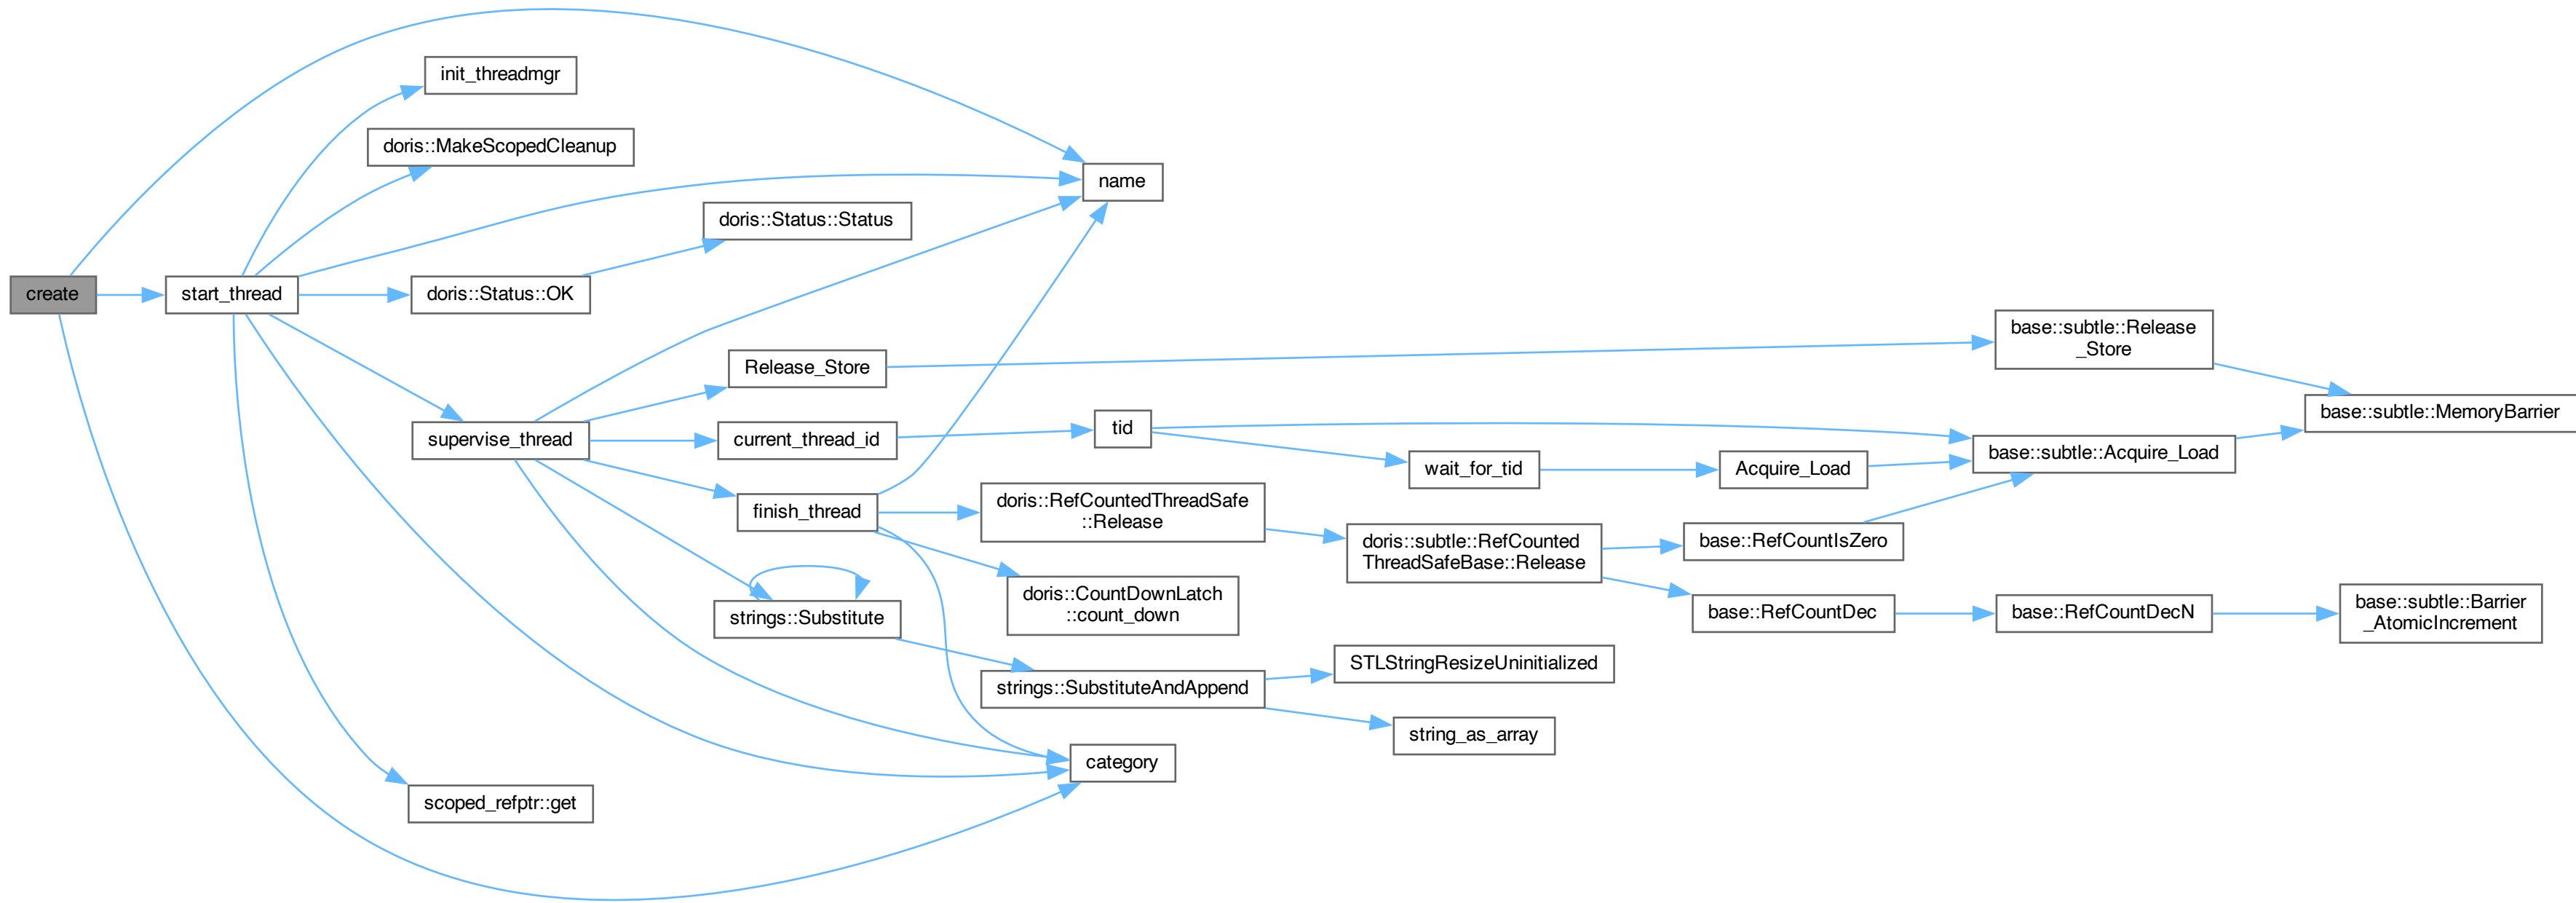 init_threadmgr
doris::MakeScopedCleanup
name
doris::Status::Status
create
start_thread
doris::Status::OK
base::subtle::Release
_Store
Release_Store
base::subtle::MemoryBarrier
tid
supervise_thread
current_thread_id
base::subtle::Acquire_Load
wait_for_tid
Acquire_Load
finish_thread
doris::RefCountedThreadSafe
::Release
doris::subtle::RefCounted
ThreadSafeBase::Release
base::RefCountIsZero
doris::CountDownLatch
::count_down
strings::Substitute
base::RefCountDec
base::RefCountDecN
base::subtle::Barrier
_AtomicIncrement
STLStringResizeUninitialized
strings::SubstituteAndAppend
string_as_array
category
scoped_refptr::get